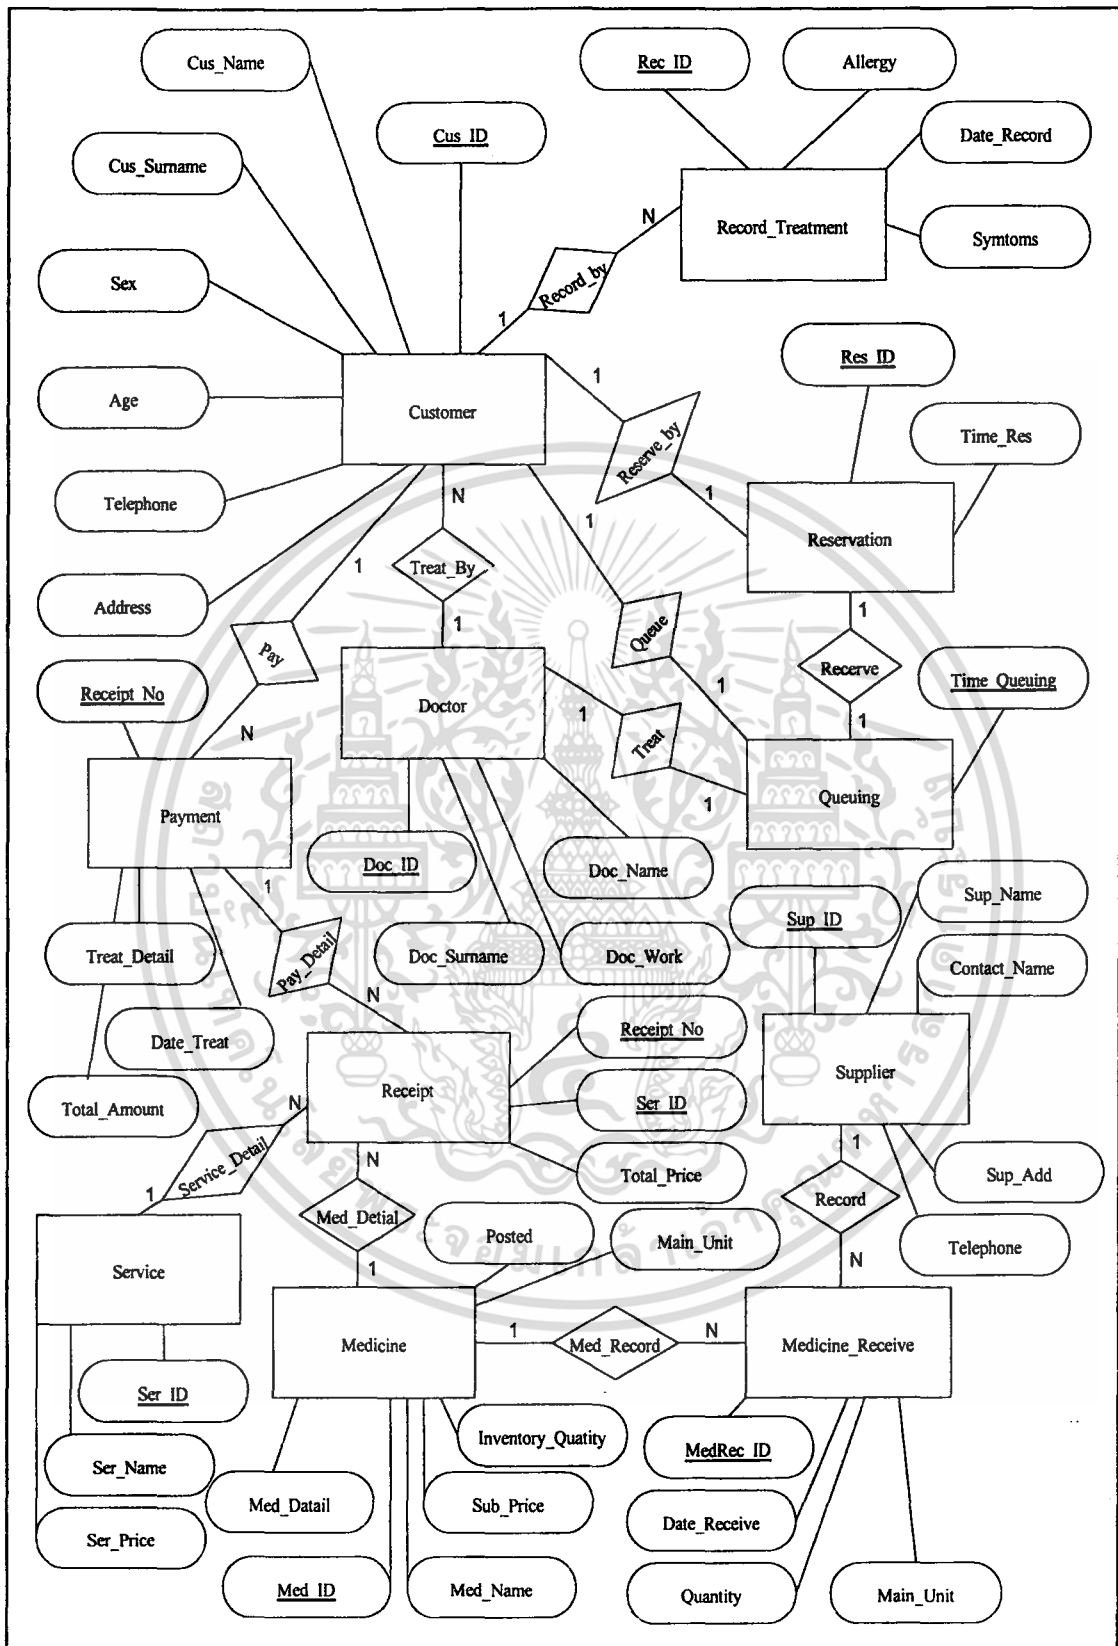 Cus_Name
Rec_ID
Allergy
Cus_ID
Date_Record
Cus_Surname
Record_Treatment
N
Symtoms
Sex
Record_by
1
Res_ID
Age
Customer
1
Reserve_by
Time_Res
Telephone
N
1
1
Reservation
1
Treat_By
Address
1
1
Queue
Pay
Receive
Time_Queuing
Receipt_No
Doctor
1
1
N
1
Treat
1
Payment
Queuing
Doc_ID
Doc_Name
1
Sup_ID
Sup_Name
Treat_Detail
Pay_Detail
Doc_Surname
Doc_Work
Contact_Name
N
Date_Treat
Receipt_No
Supplier
Receipt
Total_Amount
N
Ser_ID
Service_Detail
N
1
Total_Price
Sup_Add
1
Med_Detial
Record
Posted
Main_Unit
Telephone
Service
1
N
Medicine
1
Med_Record
N
Medicine_Receive
Ser_ID
Inventory_Quatity
MedRec_ID
Ser_Name
Med_Datail
Sub_Price
Date_Receive
Ser_Price
Med_ID
Med_Name
Quantity
Main_Unit